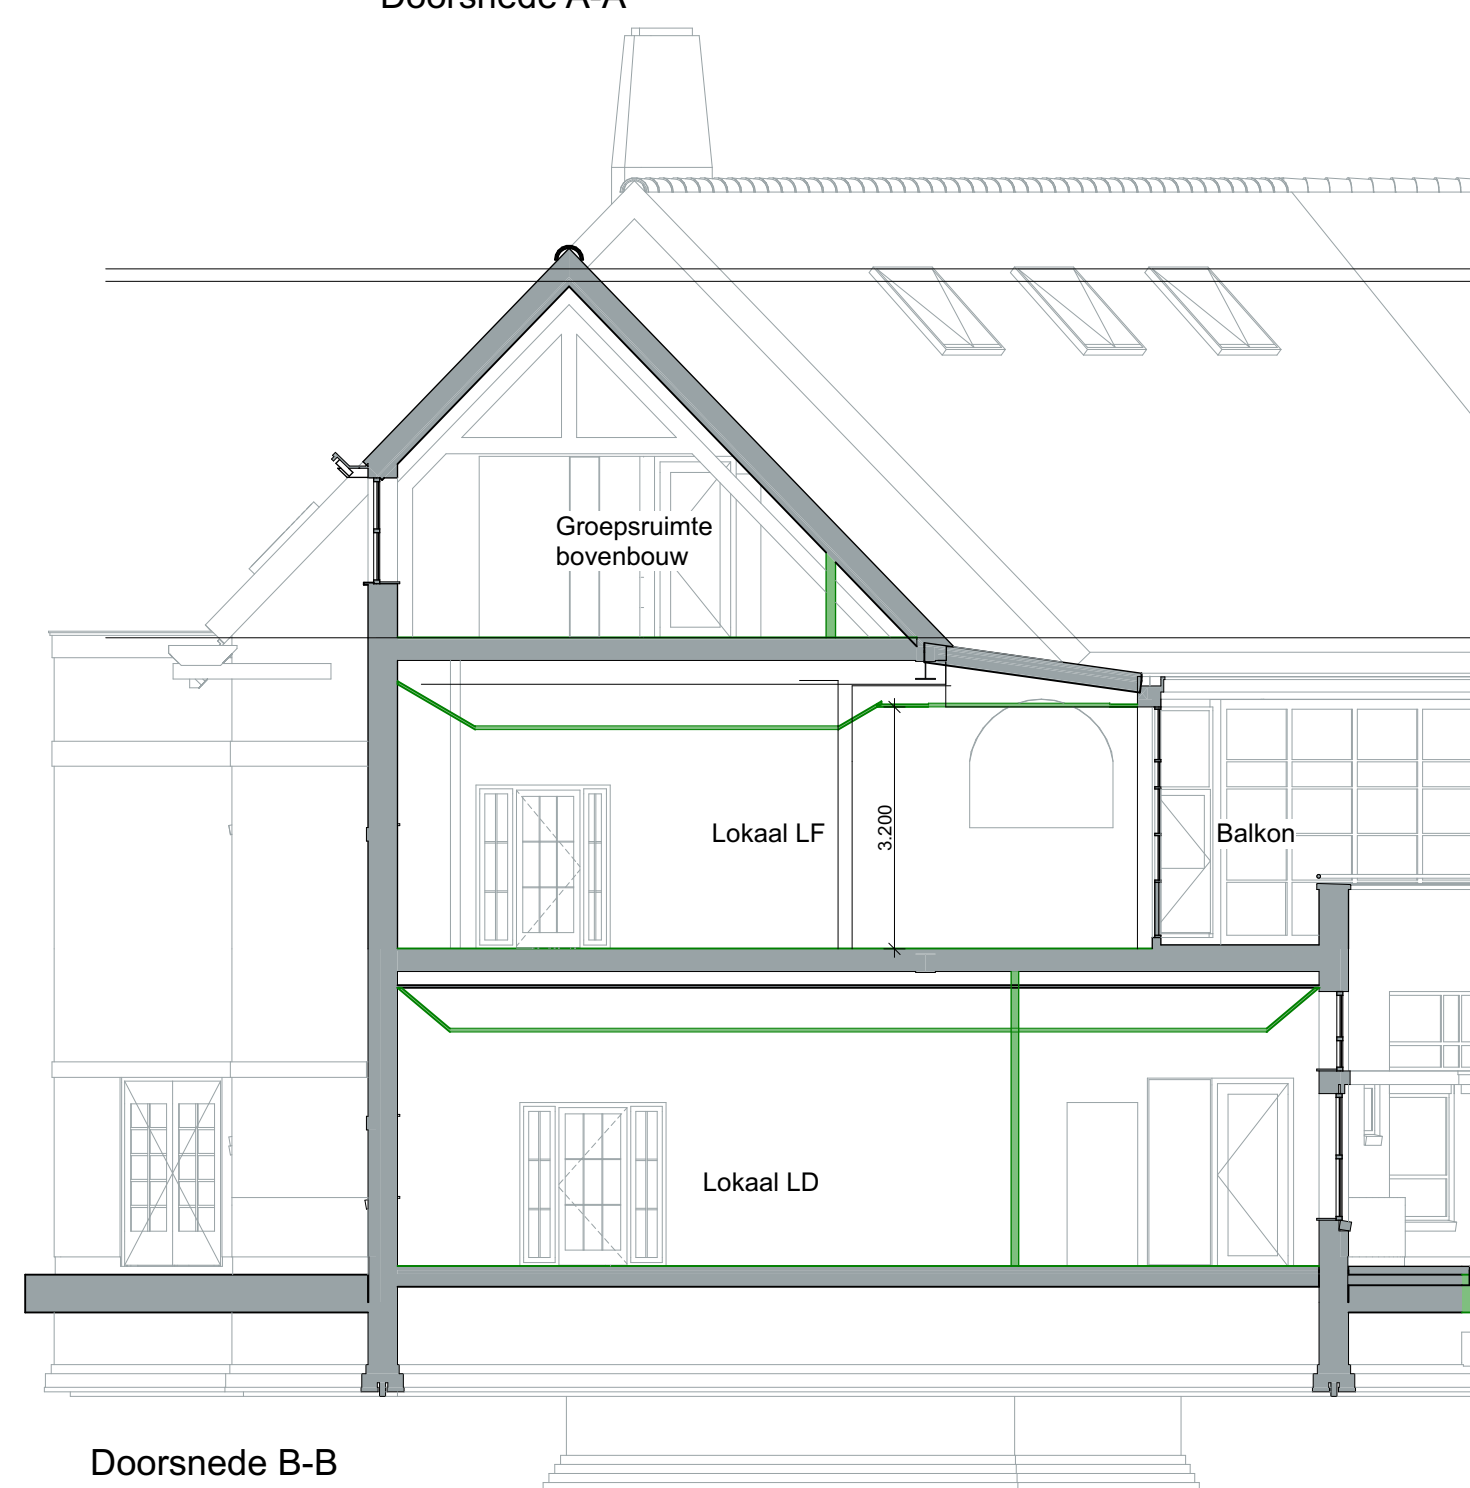 Doorsnede A-A
Groepsruimte
bovenbouw
Lokaal LF
3.200
Balkon
Lokaal LD
Doorsnede B-B